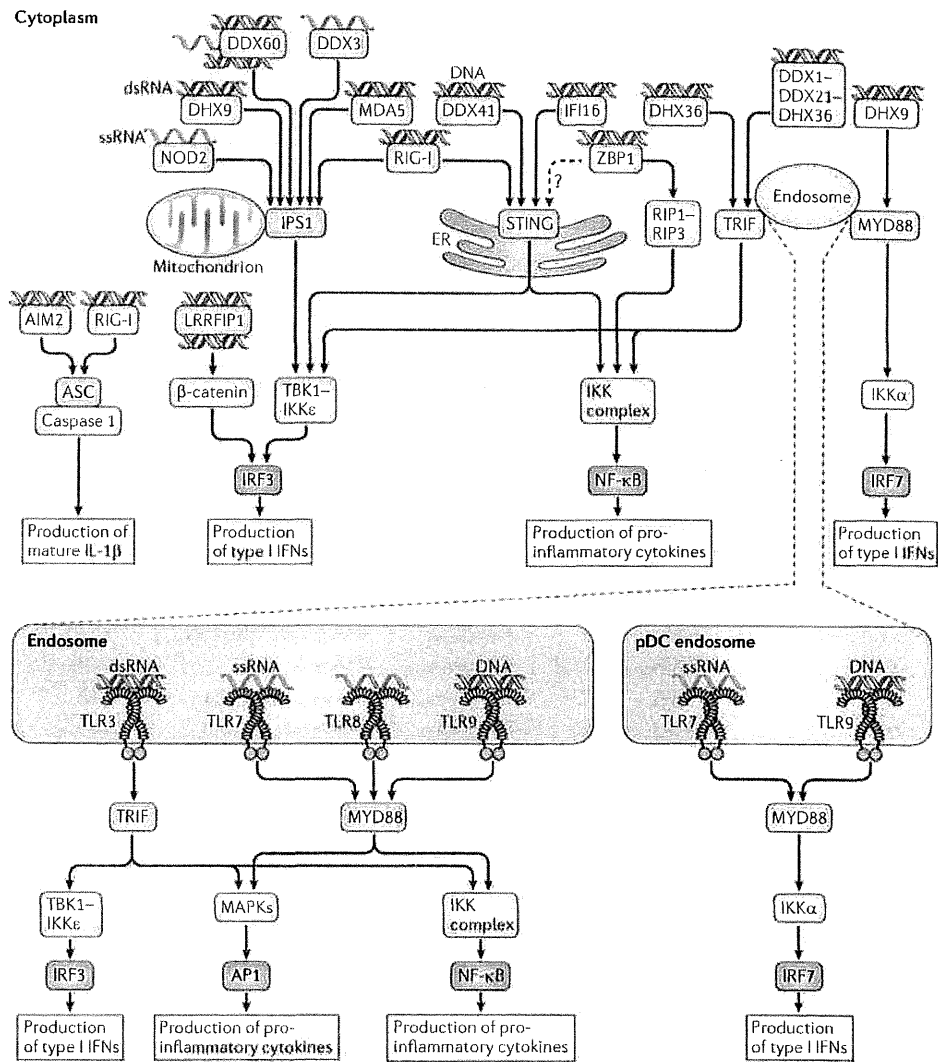 Cytoplasm
DDX60
DDX3
dsRNA
DHX9
MDA5
DNA
DDX41
IFI16
DHX36
DDX1–
DDX21–
DHX36
DHX9
ssRNA
NOD2
RIG-I
ZBP1
?
IPS1
Mitochondrion
ER
STING
RIP1–
RIP3
TRIF
Endosome
MYD88
AIM2
RIG-I
LRRFIP1
ASC
Caspase 1
β-catenin
TBK1–
IKKε
IKK
complex
IKKα
IRF3
NF-κB
IRF7
Production of
mature IL-1β
Production
of type I IFNs
Production of pro-
inflammatory cytokines
Production
of type I IFNs
Endosome
dsRNA
ssRNA
DNA
TLR3
TLR7
TLR8
TLR9
pDC endosome
ssRNA
DNA
TLR7
TLR9
TRIF
MYD88
MYD88
TBK1–
IKKε
MAPKs
IKK
complex
IKKα
IRF3
AP1
NF-κB
IRF7
Production
of type I IFNs
Production of pro-
inflammatory cytokines
Production of pro-
inflammatory cytokines
Production
of type I IFNs